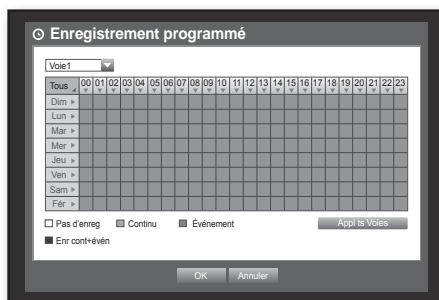 Enregistrement programmé
Voie1
Tous 00 01 02 03 04 05 06 07 08 09 10 11 12 13 14 15 16 17 18 19 20 21 22 23
Dim
Lun
Mar
Mer
Jeu
Ven
Sam
Fér
Pas d'enreg Continu Événement Appl ts Voies
Enr cont+évén
OK Annuler